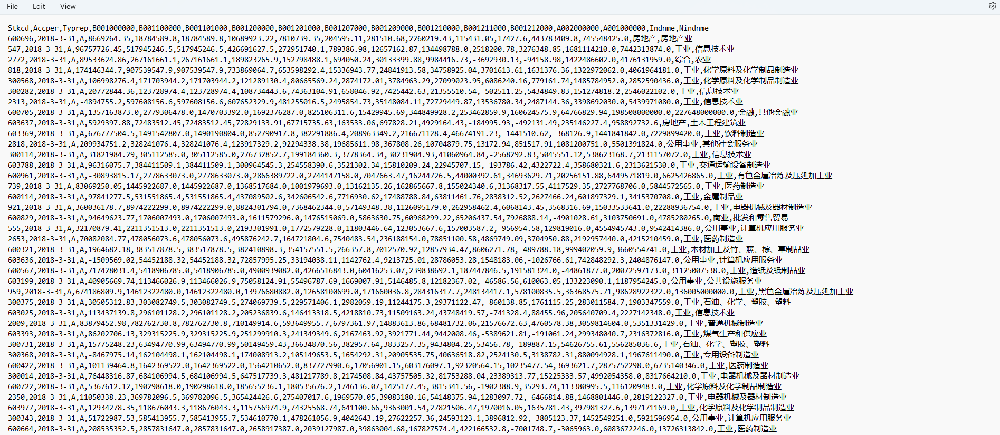 File Edit View
Stkcd,Accper,Typrep,B001000000,B001100000,B001101000,B001200000,B001201000,B001207000,B001209000,B001210000,B001211000,B001212000,A002000000,A001000000,Indnme,Nindnme
600696,2018-3-31,A,8669264.35,18784589.8,18784589.8,10689923.22,7810739.35,204595.11,281510.68,2260219.43,115431.05,17427.6,443783409.8,745548425.0,房地产,房地产业
547,2018-3-31,A,96757726.45,517945246.5,517945246.5,426691627.5,272951740.1,789386.98,12657162.87,134498788.0,2518200.78,3276348.85,1681114210.0,7442313874.0,工业,信息技术业
2772,2018-3-31,A,89533624.86,267161661.1,267161661.1,189823265.9,152798488.1,694050.24,30133399.88,9984416.73,-3692930.13,-94158.98,1422486602.0,4176131959.0,综合,农业
818,2018-3-31,A,174146344.7,907539547.9,907539547.9,733869064.7,653598292.4,15336943.77,24841913.58,34758925.04,3701613.61,1631376.36,1322972062.0,4061964181.0,工业,化学原料及化学制品制造业
300568,2018-3-31,A,106998276.4,171703944.2,171703944.2,121289130.4,80665569.24,2874172.01,3784963.29,27099023.95,6086240.16,779161.74,1485784952.0,2852590436.0,工业,化学原料及化学制品制造业
300282,2018-3-31,A,20772844.36,123728974.4,123728974.4,108734443.6,74363104.91,658046.92,7425442.63,21355510.54,-502511.25,5434849.83,151274818.2,2546022102.0,工业,信息技术业
2313,2018-3-31,A,-4894755.2,597608156.6,597608156.6,607652329.9,481255016.5,2495854.73,35148084.11,72729449.87,13536780.34,2487144.36,3398692030.0,5439971080.0,工业,信息技术业
600705,2018-3-31,A,1357163873.0,2779306478.0,1470703392.0,1692376287.0,825106311.6,15429945.69,344849928.2,253462859.9,160624575.9,64766829.94,198508000000.0,227648000000.0,金融,其他金融业
603637,2018-3-31,A,5929397.88,72483512.45,72483512.45,72829133.91,67715735.63,163533.06,697828.21,4929164.43,-184995.93,-492131.49,235146227.4,958892732.6,房地产,土木工程建筑业
603369,2018-3-31,A,676777504.5,1491542807.0,1490190804.0,852790917.8,382291886.4,208963349.2,216671128.4,46674191.23,-1441510.62,-368126.9,1441841842.0,7229899420.0,工业,饮料制造业
2818,2018-3-31,A,209934751.2,328241076.4,328241076.4,123917329.2,92294338.38,19685611.98,367808.26,10704879.75,13172.94,851517.91,1081200751.0,5501391824.0,公用事业,其他社会服务业
300114,2018-3-31,A,31821984.29,305112585.0,305112585.0,276732852.7,199184360.3,3778364.34,30231904.93,41060964.84,-2568292.83,5045551.12,538623168.7,2131157072.0,工业,信息技术业
603788,2018-3-31,A,96316075.7,384411509.1,384411509.1,300964545.3,254558390.6,3521302.34,15810209.24,22945707.15,-193786.42,4322722.4,358680321.6,2313621530.0,工业,交通运输设备制造业
600961,2018-3-31,A,-30893815.17,2778633073.0,2778633073.0,2866389722.0,2744147158.0,7047663.47,16244726.5,44000392.61,34693629.71,20256151.88,6449571819.0,6625426865.0,工业,有色金属冶炼及压延加工业
739,2018-3-31,A,83069250.05,1445922687.0,1445922687.0,1368517684.0,1001979693.0,13162135.26,162865667.8,155024340.6,31368317.55,4117529.35,2727768706.0,5844572565.0,工业,医药制造业
600114,2018-3-31,A,97841277.5,531551865.4,531551865.4,437089502.6,342606542.6,7716930.62,17488788.84,63811461.76,2838312.52,2627466.24,601897329.1,3415370708.0,工业,金属制品业
921,2018-3-31,A,360036178.7,8974222299.0,8974222299.0,8824301794.0,7368462344.0,57149348.38,1126095179.0,262958462.4,6068143.45,3568316.69,15033533641.0,22288936754.0,工业,电器机械及器材制造业
600829,2018-3-31,A,94649623.77,1706007493.0,1706007493.0,1611579296.0,1476515069.0,5863630.75,60968299.22,65206437.54,7926888.14,-4901028.61,3103750691.0,4785280265.0,商业,批发和零售贸易
555,2018-3-31,A,32170879.41,2211351513.0,2211351513.0,2193301991.0,1772579228.0,11803446.64,123053667.6,157003587.2,-956954.58,129819016.0,4554945743.0,9542414386.0,公用事业,计算机应用服务业
2653,2018-3-31,A,70082084.77,478056073.6,478056073.6,495876242.7,164721804.6,7540483.54,236188154.0,78851100.58,4869749.09,3704950.88,2192957440.0,4215210459.0,工业,医药制造业
600321,2018-3-31,A,1964682.18,383517878.5,383517878.5,382410898.3,354157551.5,266357.8,7012570.92,12857934.47,8606271.78,-489788.18,999402059.9,3660554741.0,工业,木材加工及竹、藤、棕、草制品业
603636,2018-3-31,A,-1509569.02,54452188.32,54452188.32,72857995.25,33194038.11,1142762.4,9213725.01,28786053.28,1548183.06,-1026766.61,742848292.3,2404876147.0,公用事业,计算机应用服务业
600567,2018-3-31,A,717428031.4,5418906785.0,5418906785.0,4900939082.0,4266516843.0,60416253.07,239838692.1,187447846.5,191581324.0,-44861877.0,20072597173.0,31125007538.0,工业,造纸及纸制品业
603199,2018-3-31,A,40905669.74,113466026.9,113466026.9,75058124.91,55496787.69,1669007.91,5146485.8,12182367.02,-46586.56,610063.05,133223090.1,1187954245.0,公用事业,公共设施服务业
959,2018-3-31,A,674186809.9,14612322480.0,14612322480.0,13976680882.0,12658100699.0,171660036.8,284316317.7,248134417.1,578100835.5,36368575.71,98628922322.0,136005000000.0,工业,黑色金属冶炼及压延加工业
300375,2018-3-31,A,30505312.83,303082749.5,303082749.5,274069739.5,229571406.1,2982059.19,11244175.3,29371122.47,-860138.85,1761115.25,283011584.7,1903347559.0,工业,石油、化学、塑胶、塑料
603025,2018-3-31,A,113437139.8,296101128.2,296101128.2,205236839.6,146413318.5,4218810.73,11509163.24,43748419.57,-741328.4,88455.96,205640709.4,2227142348.0,工业,信息技术业
2009,2018-3-31,A,83879452.98,782762730.8,782762730.8,710149914.6,593649955.7,6797361.97,14883613.86,68481732.06,21576672.63,4760578.38,3059814604.0,5351331429.0,工业,普通机械制造业
603393,2018-3-31,A,86202706.13,329315225.9,329315225.9,251299910.3,241349349.6,2167463.92,3921771.44,9442008.46,-5389621.81,-191061.24,299348040.7,2316372816.0,工业,煤气生产和供应业
300731,2018-3-31,A,15775248.23,63494770.99,63494770.99,50149459.43,36634870.56,382957.64,3833257.35,9434804.25,53456.78,-189887.15,54626755.61,556285036.6,工业,石油、化学、塑胶、塑料
300368,2018-3-31,A,-8467975.14,162104498.1,162104498.1,174008913.2,105149653.5,1654292.31,20905535.75,40636518.82,2524130.5,3138782.31,880094928.1,1967611490.0,工业,专用设备制造业
600422,2018-3-31,A,101139464.8,1642369522.0,1642369522.0,1564210652.0,837727990.6,17056901.15,603176097.1,92320564.15,10235477.54,3693621.7,2875752298.0,6735140346.0,工业,医药制造业
300014,2018-3-31,A,76448316.87,684106994.5,684106994.5,647517739.3,481217789.8,2174508.84,43757505.32,81753288.04,23389313.77,15225333.57,4992054358.0,8317664210.0,工业,电器机械及器材制造业
600722,2018-3-31,A,5367612.12,190298618.0,190298618.0,185655236.1,180535676.2,1746136.07,1425177.45,3815341.56,-1902388.9,35293.74,113380995.5,1161209483.0,工业,化学原料及化学制品制造业
2350,2018-3-31,A,11050338.23,369782096.5,369782096.5,365424426.6,275407017.6,1969570.05,39083180.16,54148375.94,1283097.72,-6466814.88,1468801446.0,2819122327.0,工业,电器机械及器材制造业
603977,2018-3-31,A,12934278.35,118676043.3,118676043.3,115756974.9,74325568.74,641100.66,9363001.54,27821506.47,1970016.05,1635781.43,397981327.6,1397171169.0,工业,化学原料及化学制品制造业
300343,2018-3-31,A,51722987.53,585413955.7,585413955.7,534610770.1,478261056.9,4042643.19,27622257.36,24593123.1,3896812.92,-3805123.37,1452549251.0,5921596954.0,公用事业,计算机应用服务业
600664,2018-3-31,A,208535352.5,2857831647.0,2857831647.0,2658917387.0,2039127987.0,39863004.68,167827574.4,422166532.8,-7001748.7,-3065963.0,6083672246.0,13726313842.0,工业,医药制造业